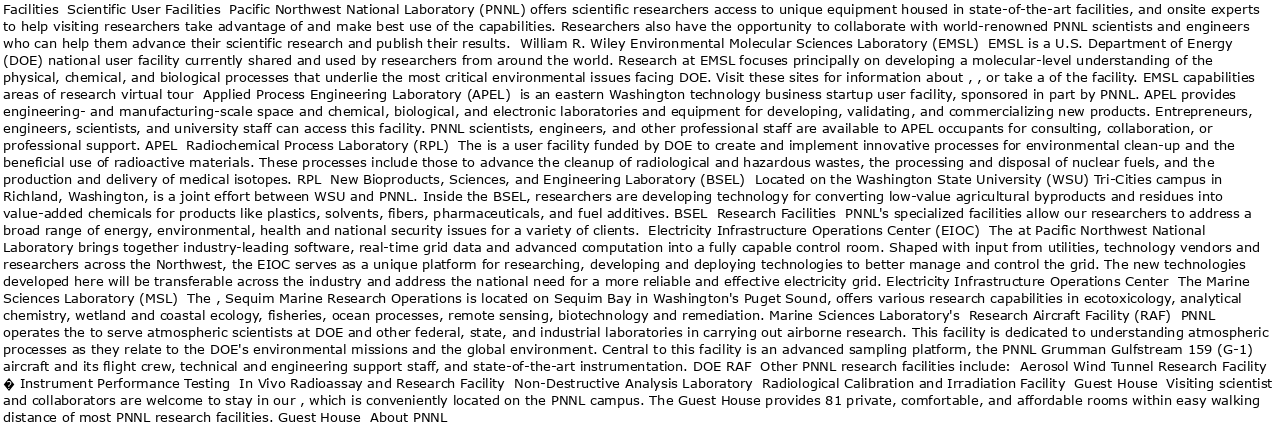 Facilities  Scientific User Facilities  Pacific Northwest National Laboratory (PNNL) offers scientific researchers access to unique equipment housed in state-of-the-art facilities, and onsite experts
to help visiting researchers take advantage of and make best use of the capabilities. Researchers also have the opportunity to collaborate with world-renowned PNNL scientists and engineers
who can help them advance their scientific research and publish their results.  William R. Wiley Environmental Molecular Sciences Laboratory (EMSL)  EMSL is a U.S. Department of Energy
(DOE) national user facility currently shared and used by researchers from around the world. Research at EMSL focuses principally on developing a molecular-level understanding of the
physical, chemical, and biological processes that underlie the most critical environmental issues facing DOE. Visit these sites for information about , , or take a of the facility. EMSL capabilities
areas of research virtual tour  Applied Process Engineering Laboratory (APEL)  is an eastern Washington technology business startup user facility, sponsored in part by PNNL. APEL provides
engineering- and manufacturing-scale space and chemical, biological, and electronic laboratories and equipment for developing, validating, and commercializing new products. Entrepreneurs,
engineers, scientists, and university staff can access this facility. PNNL scientists, engineers, and other professional staff are available to APEL occupants for consulting, collaboration, or
professional support. APEL  Radiochemical Process Laboratory (RPL)  The is a user facility funded by DOE to create and implement innovative processes for environmental clean-up and the
beneficial use of radioactive materials. These processes include those to advance the cleanup of radiological and hazardous wastes, the processing and disposal of nuclear fuels, and the
production and delivery of medical isotopes. RPL  New Bioproducts, Sciences, and Engineering Laboratory (BSEL)  Located on the Washington State University (WSU) Tri-Cities campus in
Richland, Washington, is a joint effort between WSU and PNNL. Inside the BSEL, researchers are developing technology for converting low-value agricultural byproducts and residues into
value-added chemicals for products like plastics, solvents, fibers, pharmaceuticals, and fuel additives. BSEL  Research Facilities  PNNL's specialized facilities allow our researchers to address a
broad range of energy, environmental, health and national security issues for a variety of clients.  Electricity Infrastructure Operations Center (EIOC)  The at Pacific Northwest National
Laboratory brings together industry-leading software, real-time grid data and advanced computation into a fully capable control room. Shaped with input from utilities, technology vendors and
researchers across the Northwest, the EIOC serves as a unique platform for researching, developing and deploying technologies to better manage and control the grid. The new technologies
developed here will be transferable across the industry and address the national need for a more reliable and effective electricity grid. Electricity Infrastructure Operations Center  The Marine
Sciences Laboratory (MSL)  The , Sequim Marine Research Operations is located on Sequim Bay in Washington's Puget Sound, offers various research capabilities in ecotoxicology, analytical
chemistry, wetland and coastal ecology, fisheries, ocean processes, remote sensing, biotechnology and remediation. Marine Sciences Laboratory's  Research Aircraft Facility (RAF)  PNNL
operates the to serve atmospheric scientists at DOE and other federal, state, and industrial laboratories in carrying out airborne research. This facility is dedicated to understanding atmospheric
processes as they relate to the DOE's environmental missions and the global environment. Central to this facility is an advanced sampling platform, the PNNL Grumman Gulfstream 159 (G-1)
aircraft and its flight crew, technical and engineering support staff, and state-of-the-art instrumentation. DOE RAF  Other PNNL research facilities include:  Aerosol Wind Tunnel Research Facility
� Instrument Performance Testing  In Vivo Radioassay and Research Facility  Non-Destructive Analysis Laboratory  Radiological Calibration and Irradiation Facility  Guest House  Visiting scientist
and collaborators are welcome to stay in our , which is conveniently located on the PNNL campus. The Guest House provides 81 private, comfortable, and affordable rooms within easy walking
distance of most PNNL research facilities. Guest House  About PNNL